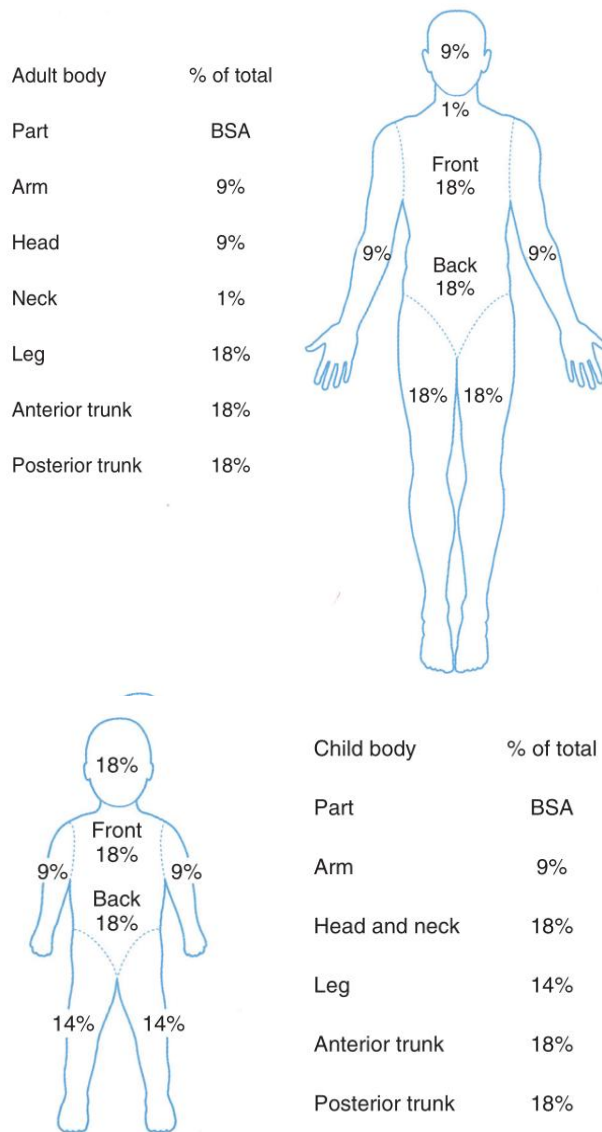 Adult body % of total
Part BSA
Arm 9%
Head 9%
Neck 1%
Leg 18%
Anterior trunk 18%
Posterior trunk 18%
9%
1%
Front
18%
9% 9%
Back
18%
18% 18%
18%
Front
18%
9% 9%
Back
18%
14% 14%
Child body % of total
Part BSA
Arm 9%
Head and neck 18%
Leg 14%
Anterior trunk 18%
Posterior trunk 18%